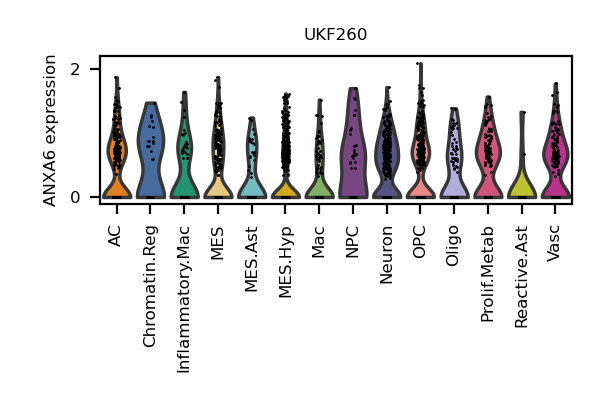 UKF260
ANXA6 expression
2
0
AC
Chromatin.Reg
Inflammatory.Mac
MES
MES.Ast
MES.Hyp
Mac
NPC
Neuron
OPC
Oligo
Prolif.Metab
Reactive.Ast
Vasc